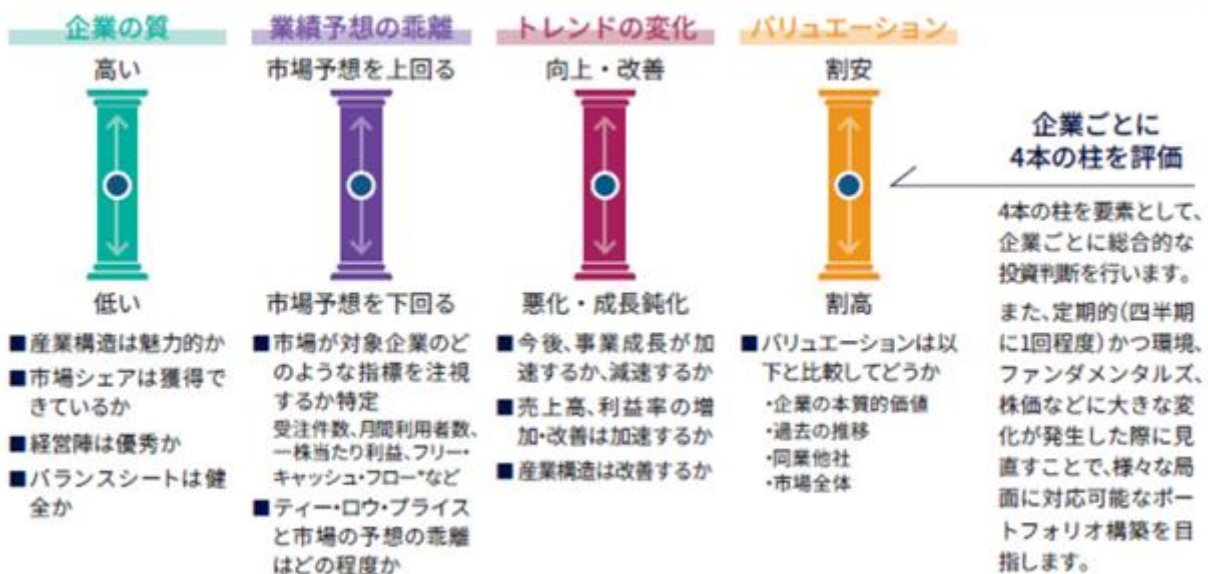 企業の質
高い
低い
■産業構造は魅力的か
■市場シェアは獲得で
きているか
■経営陣は優秀か
■バランスシートは健
全か
業績予想の乖離
市場予想を上回る
市場予想を下回る
■市場が対象企業のど
のような指標を注視
するか特定
受注件数、月間利用者数、
一株当たり利益、フリー・
キャッシュ・フロー*など
■ティー・ロウ・プライス
と市場の予想の乖離
はどの程度か
トレンドの変化
向上・改善
悪化・成長鈍化
■今後、事業成長が加
速するか、減速するか
■売上高、利益率の増
加・改善は加速するか
■産業構造は改善するか
バリュエーション
割安
割高
■バリュエーションは以
下と比較してどうか
・企業の本質的価値
・過去の推移
・同業他社
・市場全体
企業ごとに
4本の柱を評価
4本の柱を要素として、
企業ごとに総合的な
投資判断を行います。
また、定期的(四半期
に1回程度)かつ環境、
ファンダメンタルズ、
株価などに大きな変
化が発生した際に見
直すことで、様々な局
面に対応可能なポー
トフォリオ構築を目
指します。